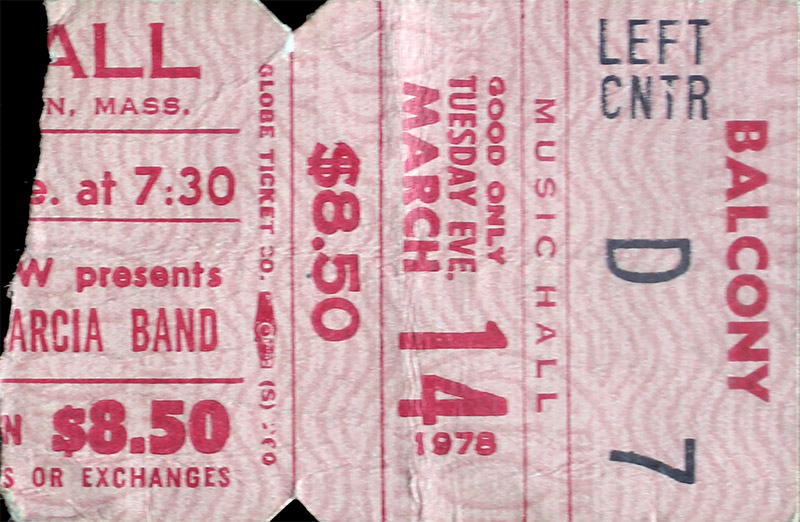 ALL
N, MASS.
e. at 7:30
W presents
ARCIA BAND
N $8.50
S OR EXCHANGES
GLOBE TICKET CO.
$8.50
GOOD ONLY
TUESDAY EVE.
MARCH
14
1978
MUSIC HALL
LEFT
CNTR
D
7
BALCONY